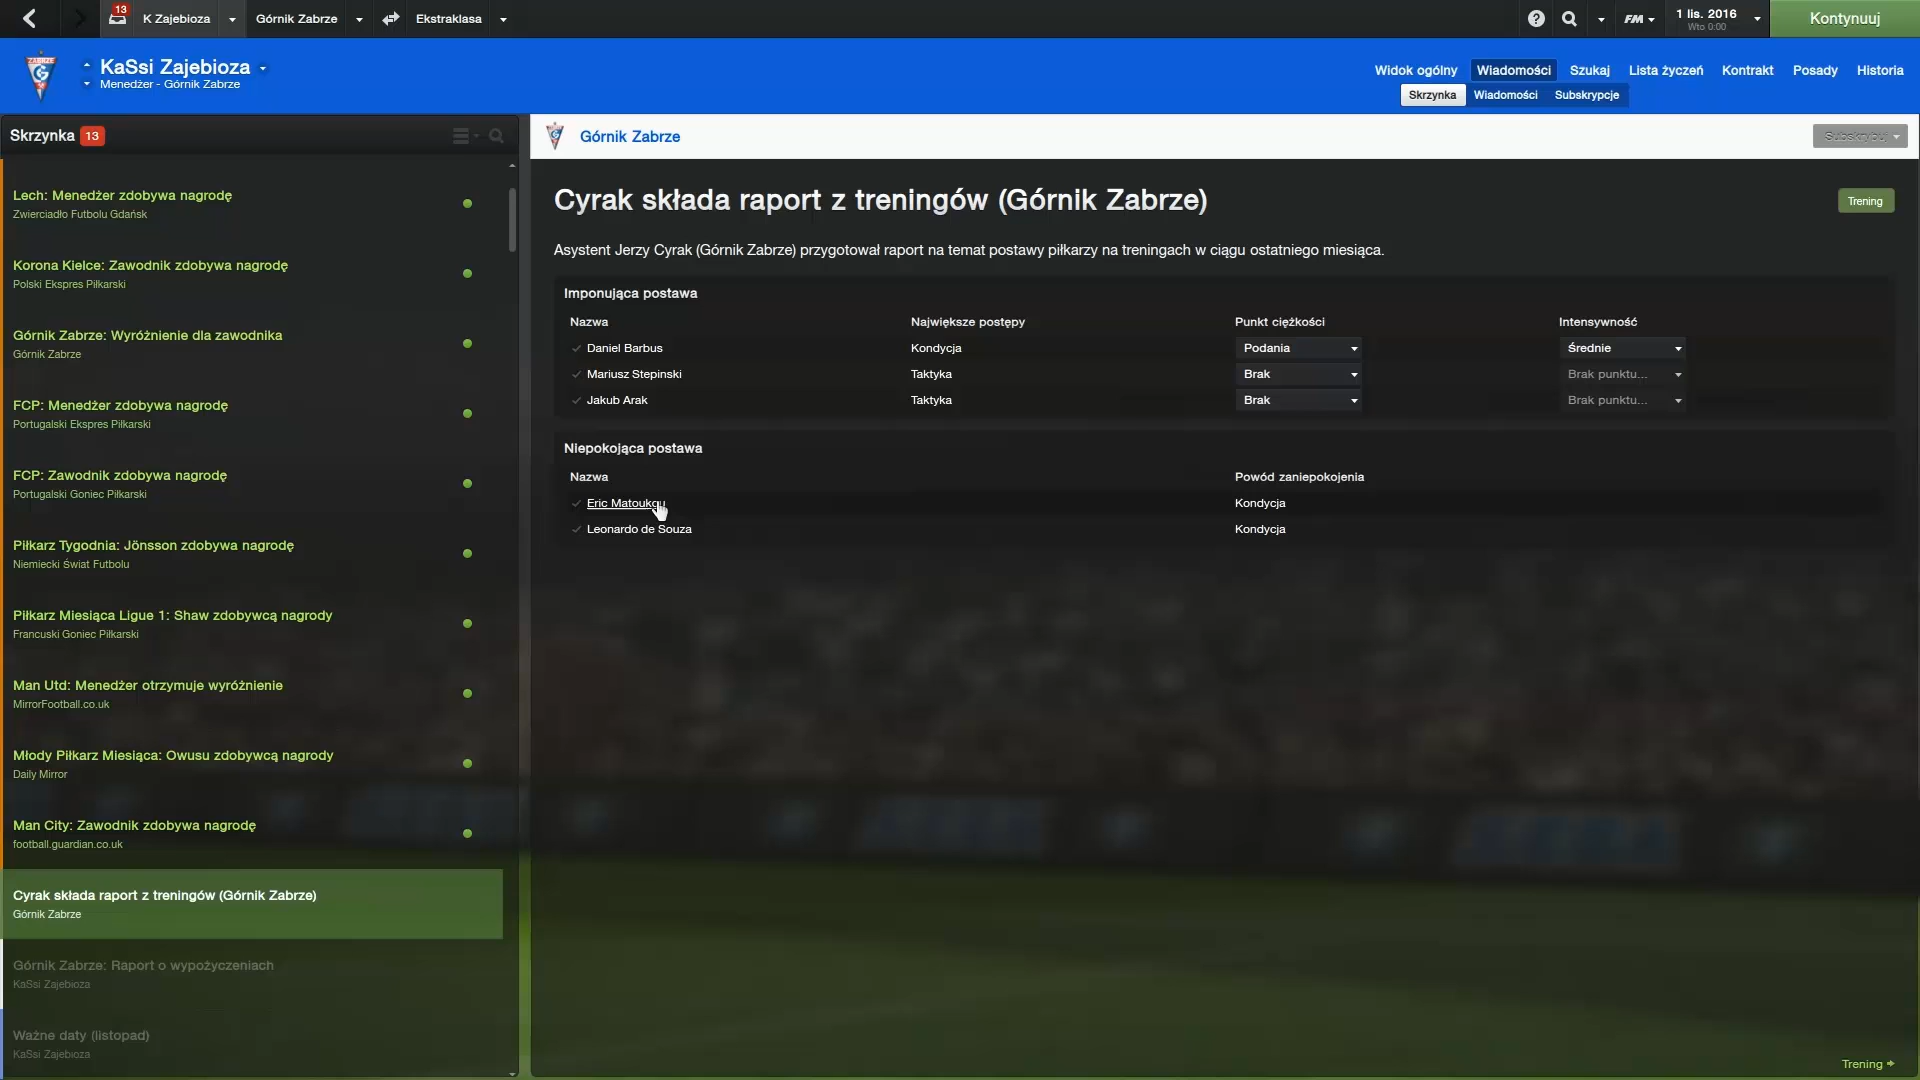 13
K Zajebioza
Górnik Zabrze
Ekstraklasa
FM
1 lis. 2016
Wto 0:00
Kontynuuj
KaSsi Zajebioza
Menedżer - Górnik Zabrze
Widok ogólny
Wiadomości
Szukaj
Lista życzeń
Kontrakt
Posady
Historia
Skrzynka
Wiadomości
Subskrypcje
Skrzynka 13
Lech: Menedżer zdobywa nagrodę
Zwierciadło Futbolu Gdańsk
Korona Kielce: Zawodnik zdobywa nagrodę
Polski Ekspres Piłkarski
Górnik Zabrze: Wyróżnienie dla zawodnika
Górnik Zabrze
FCP: Menedżer zdobywa nagrodę
Portugalski Ekspres Piłkarski
FCP: Zawodnik zdobywa nagrodę
Portugalski Goniec Piłkarski
Piłkarz Tygodnia: Jönsson zdobywa nagrodę
Niemiecki Świat Futbolu
Piłkarz Miesiąca Ligue 1: Shaw zdobywcą nagrody
Francuski Goniec Piłkarski
Man Utd: Menedżer otrzymuje wyróżnienie
MirrorFootball.co.uk
Młody Piłkarz Miesiąca: Owusu zdobywcą nagrody
Daily Mirror
Man City: Zawodnik zdobywa nagrodę
football.guardian.co.uk
Cyrak składa raport z treningów (Górnik Zabrze)
Górnik Zabrze
Górnik Zabrze: Raport o wypożyczeniach
KaSsi Zajebioza
Ważne daty (listopad)
KaSsi Zajebioza
Górnik Zabrze
Subskrybuj
Cyrak składa raport z treningów (Górnik Zabrze)
Trening
Asystent Jerzy Cyrak (Górnik Zabrze) przygotował raport na temat postawy piłkarzy na treningach w ciągu ostatniego miesiąca.
Imponująca postawa
Nazwa Największe postępy Punkt ciężkości Intensywność
Daniel Barbus Kondycja Podania Średnie
Mariusz Stepinski Taktyka Brak Brak punktu...
Jakub Arak Taktyka Brak Brak punktu...
Niepokojąca postawa
Nazwa Powód zaniepokojenia
Eric Matoukou Kondycja
Leonardo de Souza Kondycja
Trening